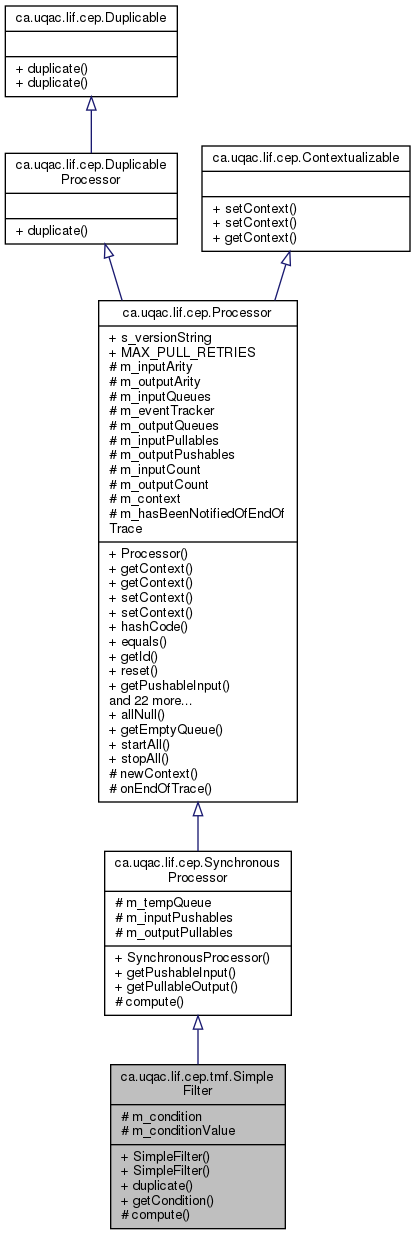 ca.uqac.lif.cep.Duplicable
+ duplicate()
+ duplicate()
ca.uqac.lif.cep.Duplicable
Processor
+ duplicate()
ca.uqac.lif.cep.Contextualizable
+ setContext()
+ setContext()
+ getContext()
ca.uqac.lif.cep.Processor
+ s_versionString
+ MAX_PULL_RETRIES
# m_inputArity
# m_outputArity
# m_inputQueues
# m_eventTracker
# m_outputQueues
# m_inputPullables
# m_outputPushables
# m_inputCount
# m_outputCount
# m_context
# m_hasBeenNotifiedOfEndOf
Trace
+ Processor()
+ getContext()
+ getContext()
+ setContext()
+ setContext()
+ hashCode()
+ equals()
+ getId()
+ reset()
+ getPushableInput()
and 22 more...
+ allNull()
+ getEmptyQueue()
+ startAll()
+ stopAll()
# newContext()
# onEndOfTrace()
ca.uqac.lif.cep.Synchronous
Processor
# m_tempQueue
# m_inputPushables
# m_outputPullables
+ SynchronousProcessor()
+ getPushableInput()
+ getPullableOutput()
# compute()
ca.uqac.lif.cep.tmf.Simple
Filter
# m_condition
# m_conditionValue
+ SimpleFilter()
+ SimpleFilter()
+ duplicate()
+ getCondition()
# compute()